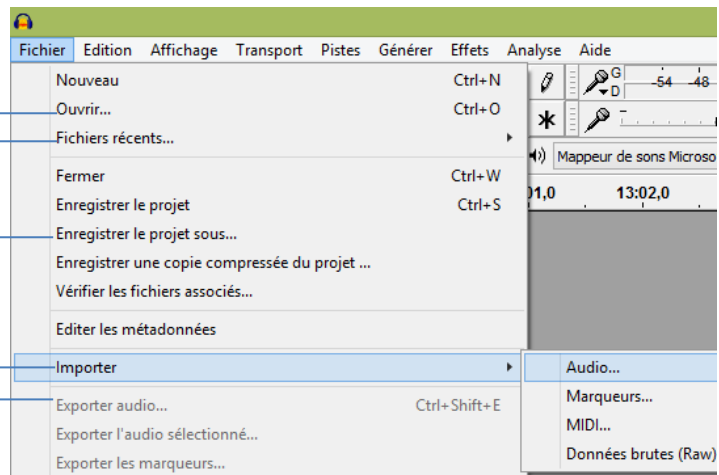 Fichier Edition Affichage Transport Pistes Générer Effets Analyse Aide
Nouveau Ctrl+N
Ouvrir... Ctrl+O
Fichiers récents...
Fermer Ctrl+W
Enregistrer le projet Ctrl+S
Enregistrer le projet sous...
Enregistrer une copie compressée du projet ...
Vérifier les fichiers associés...
Editer les métadonnées
Importer
Exporter audio... Ctrl+Shift+E
Exporter l'audio sélectionné...
Exporter les marqueurs...
Audio...
Marqueurs...
MIDI...
Données brutes (Raw)
G -54 -48
D
Mappeur de sons Microso
01,0 13:02,0